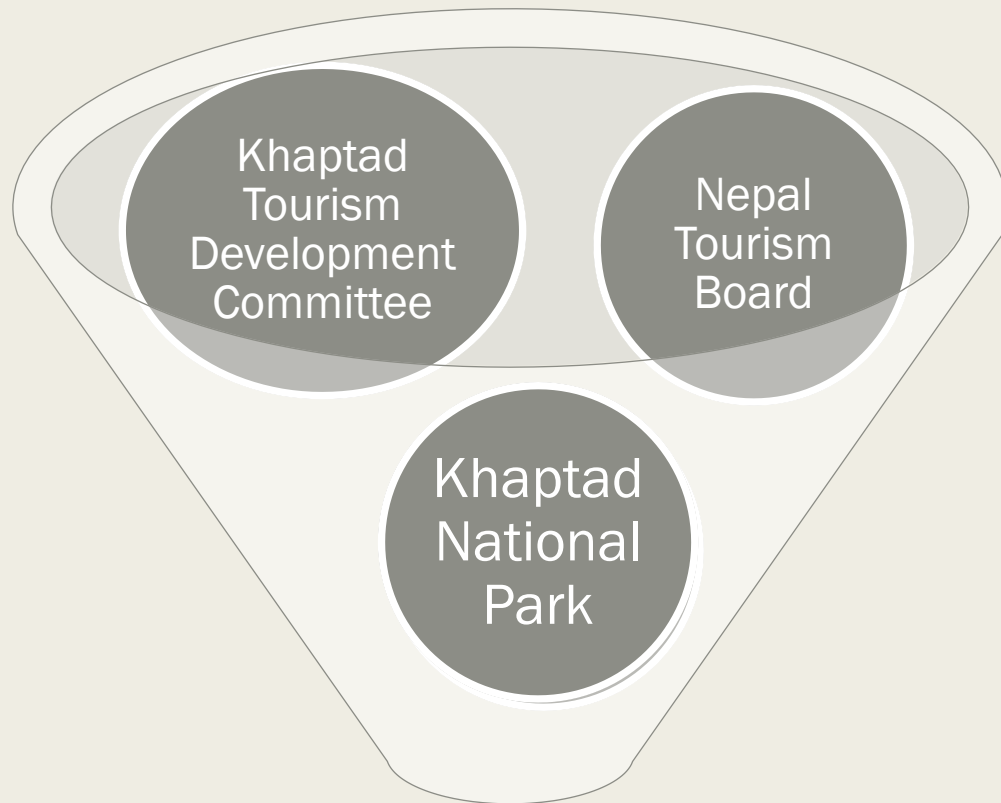 Khaptad
Tourism
Development
Committee
Nepal
Tourism
Board
Khaptad
National
Park